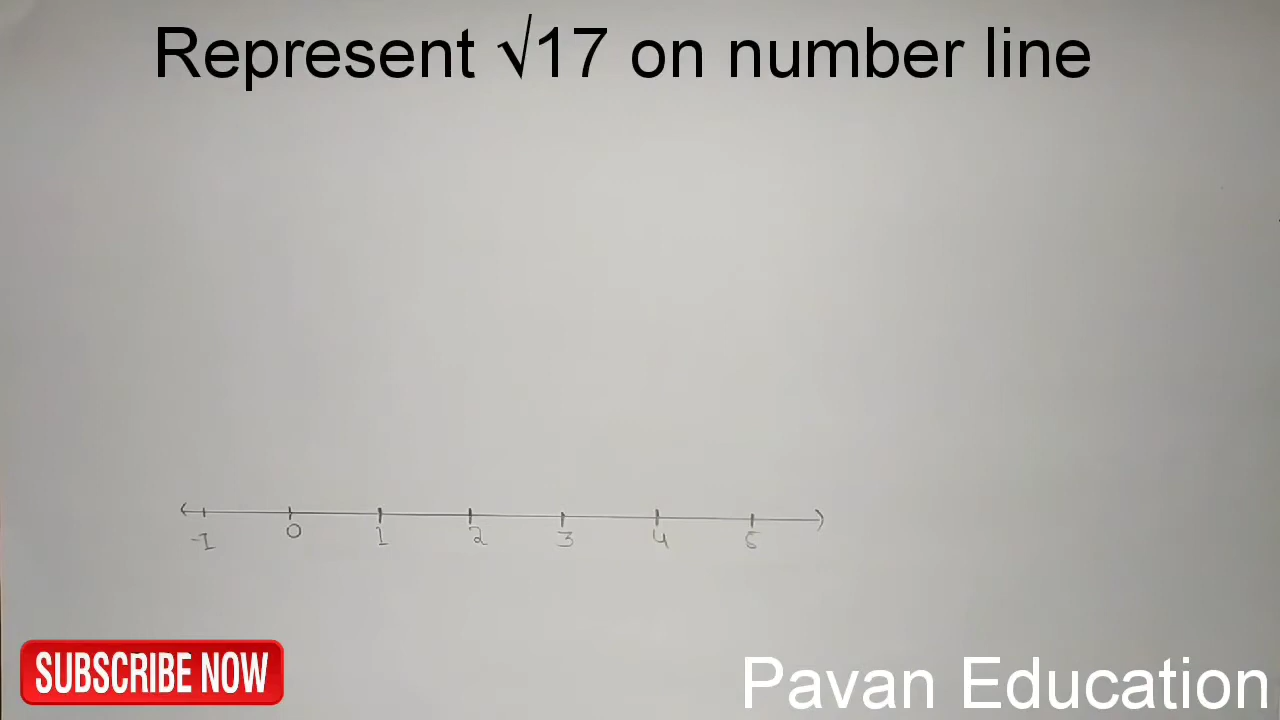 Represent √17 on number line
-1 0 1 2 3 4 5
SUBSCRIBE NOW
Pavan Education